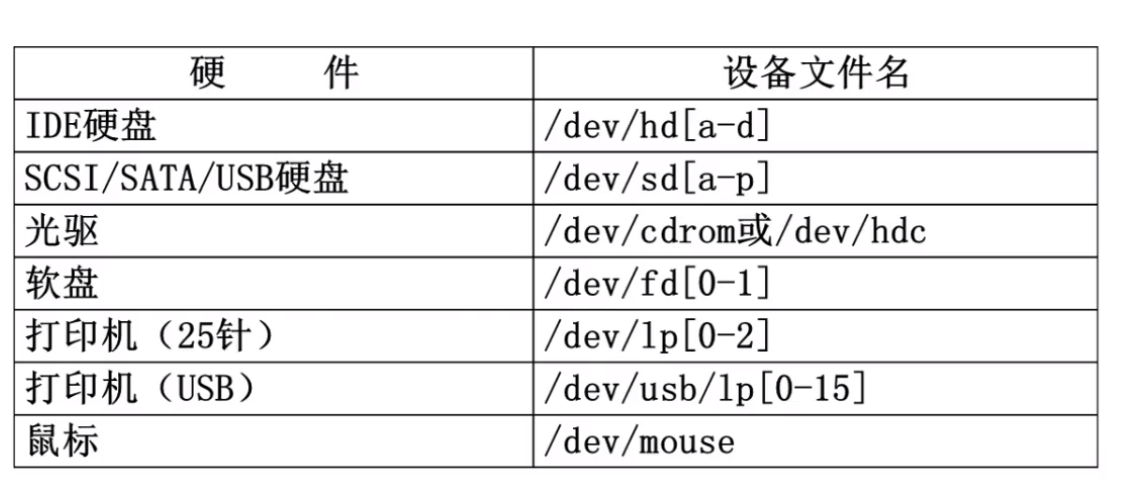 硬 件 设备文件名
IDE硬盘 /dev/hd[a-d]
SCSI/SATA/USB硬盘 /dev/sd[a-p]
光驱 /dev/cdrom或/dev/hdc
软盘 /dev/fd[0-1]
打印机（25针） /dev/lp[0-2]
打印机（USB） /dev/usb/lp[0-15]
鼠标 /dev/mouse